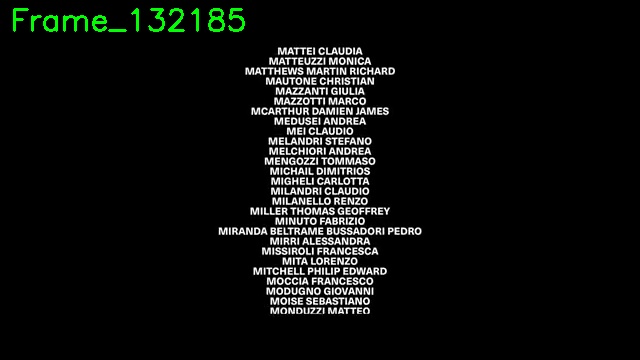 Frame_132185
MATTEI CLAUDIA
MATTEUZZI MONICA
MATTHEWS MARTIN RICHARD
MAUTONE CHRISTIAN
MAZZANTI GIULIA
MAZZOTTI MARCO
MCARTHUR DAMIEN JAMES
MEDUSEI ANDREA
MEI CLAUDIO
MELANDRI STEFANO
MELCHIORI ANDREA
MENGOZZI TOMMASO
MICHAIL DIMITRIOS
MIGHELI CARLOTTA
MILANDRI CLAUDIO
MILANELLO RENZO
MILLER THOMAS GEOFFREY
MINUTO FABRIZIO
MIRANDA BELTRAME BUSSADORI PEDRO
MIRRI ALESSANDRA
MISSIROLI FRANCESCA
MITA LORENZO
MITCHELL PHILIP EDWARD
MOCCIA FRANCESCO
MODUGNO GIOVANNI
MOISE SEBASTIANO
MONDUZZI MATTEO